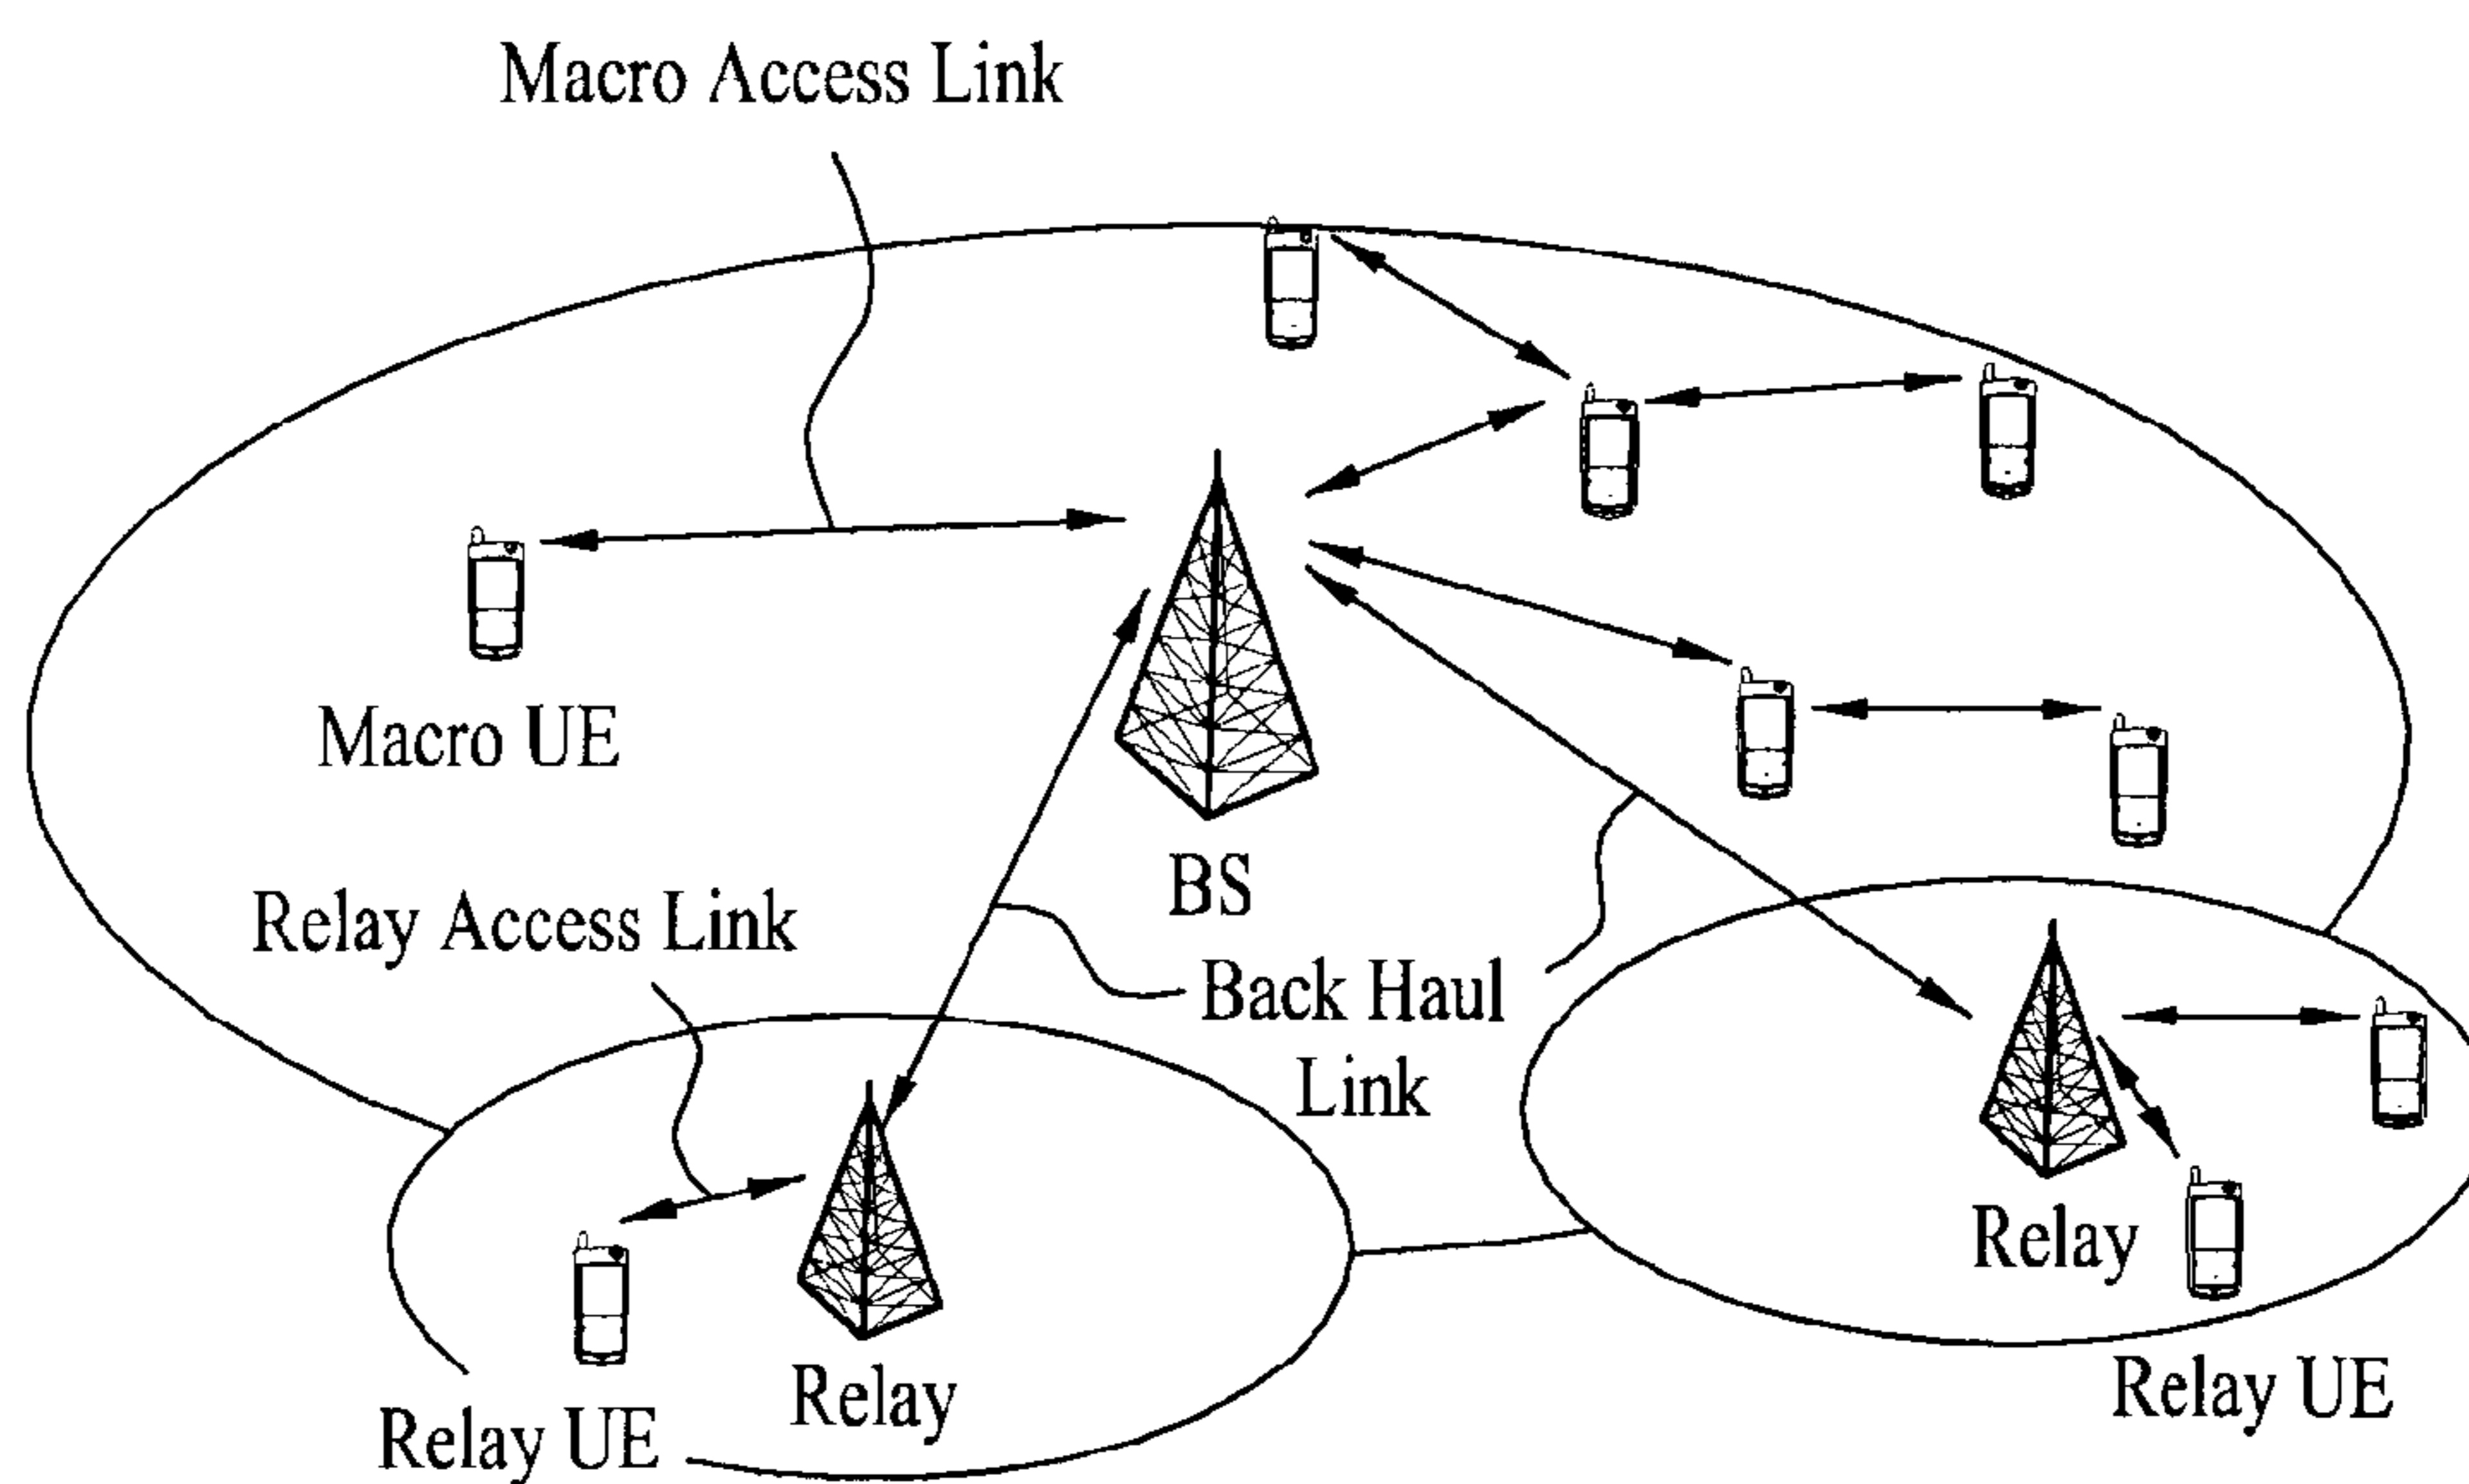 Macro Access Link
Macro UE
BS
Relay Access Link
Back Haul
Link
Relay
Relay UE
Relay
Relay UE